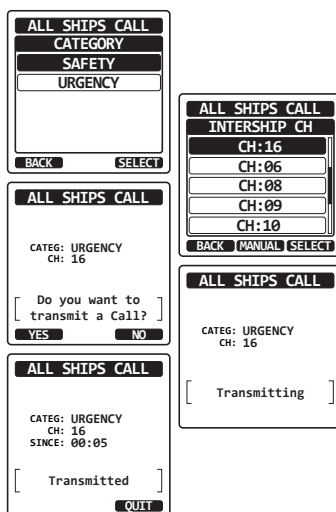 ALL SHIPS CALL
CATEGORY
SAFETY
URGENCY
BACK SELECT
ALL SHIPS CALL
INTERSHIP CH
CH:16
CH:06
CH:08
CH:09
CH:10
BACK MANUAL SELECT
ALL SHIPS CALL
CATEG: URGENCY
CH: 16
Do you want to
transmit a Call?
YES NO
ALL SHIPS CALL
CATEG: URGENCY
CH: 16
Transmitting
ALL SHIPS CALL
CATEG: URGENCY
CH: 16
SINCE: 00:05
Transmitted
QUIT